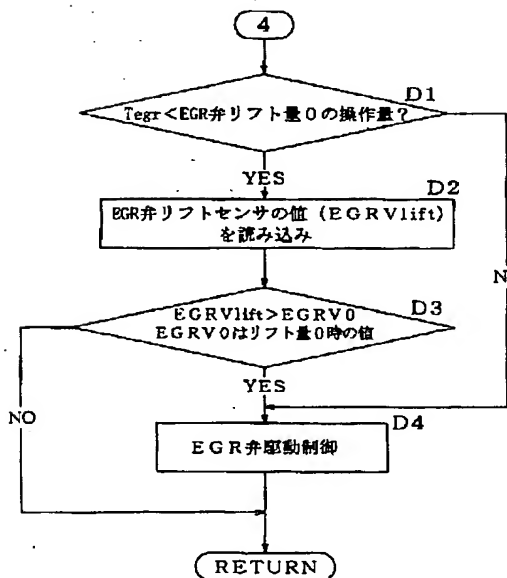 4
D1
Tegr<EGR弁リフト量0の操作量?
YES
D2
EGR弁リフトセンサの値(EGRVlift)
を読み込み
N
D3
EGRVlift>EGRV0
EGRV0はリフト量0時の値
YES
NO
D4
EGR弁駆動制御
RETURN